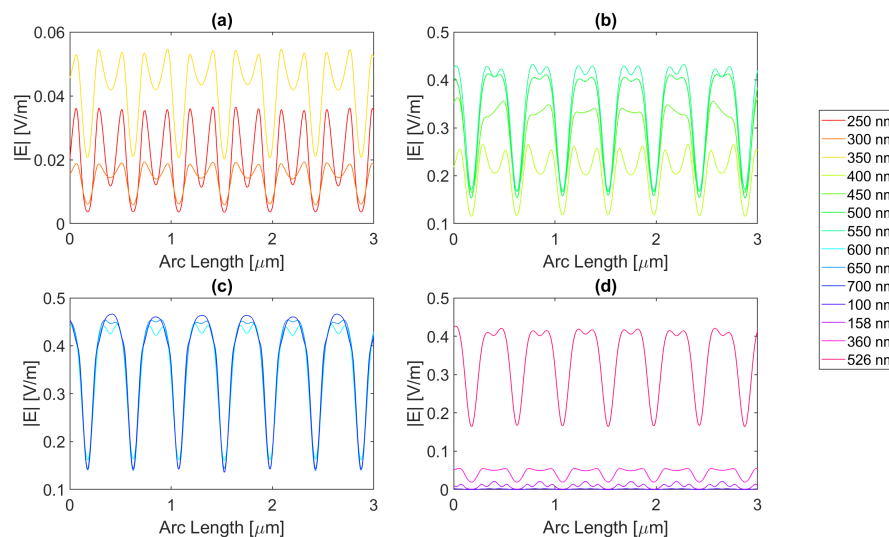 (a)
0.06
0.04
0.02
0
|E| [V/m]
0 1 2 3
Arc Length [μm]
(b)
0.5
0.4
0.3
0.2
0.1
|E| [V/m]
0 1 2 3
Arc Length [μm]
(c)
0.5
0.4
0.3
0.2
0.1
|E| [V/m]
0 1 2 3
Arc Length [μm]
(d)
0.5
0.4
0.3
0.2
0.1
0
|E| [V/m]
0 1 2 3
Arc Length [μm]
250 nm
300 nm
350 nm
400 nm
450 nm
500 nm
550 nm
600 nm
650 nm
700 nm
100 nm
158 nm
360 nm
526 nm